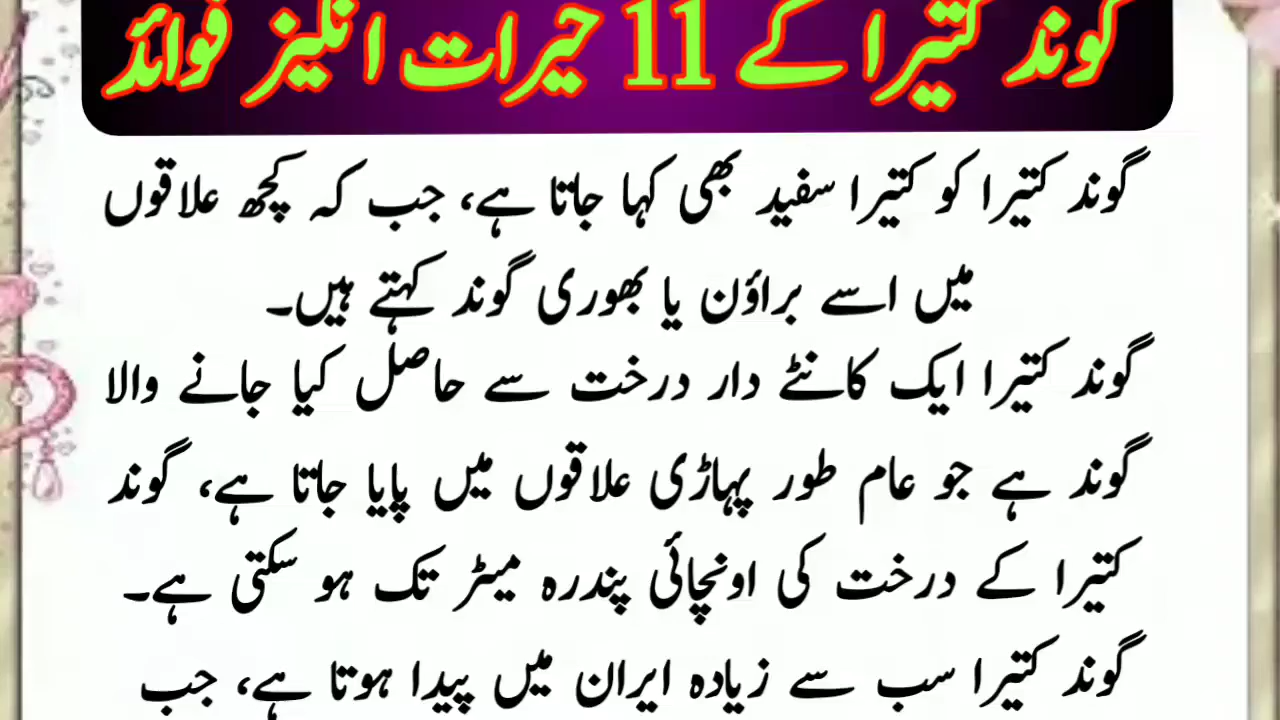 گوند کتیرا کے 11 حیرات انگیز فوائد
گوند کتیرا کو کتیرا سفید بھی کہا جاتا ہے، جب کہ کچھ علاقوں
میں اسے براؤن یا بھوری گوند کہتے ہیں۔
گوند کتیرا ایک کانٹے دار درخت سے حاصل کیا جانے والا
گوند ہے جو عام طور پہاڑی علاقوں میں پایا جاتا ہے، گوند
کتیرا کے درخت کی اونچائی پندرہ میٹر تک ہو سکتی ہے۔
گوند کتیرا سب سے زیادہ ایران میں پیدا ہوتا ہے، جب